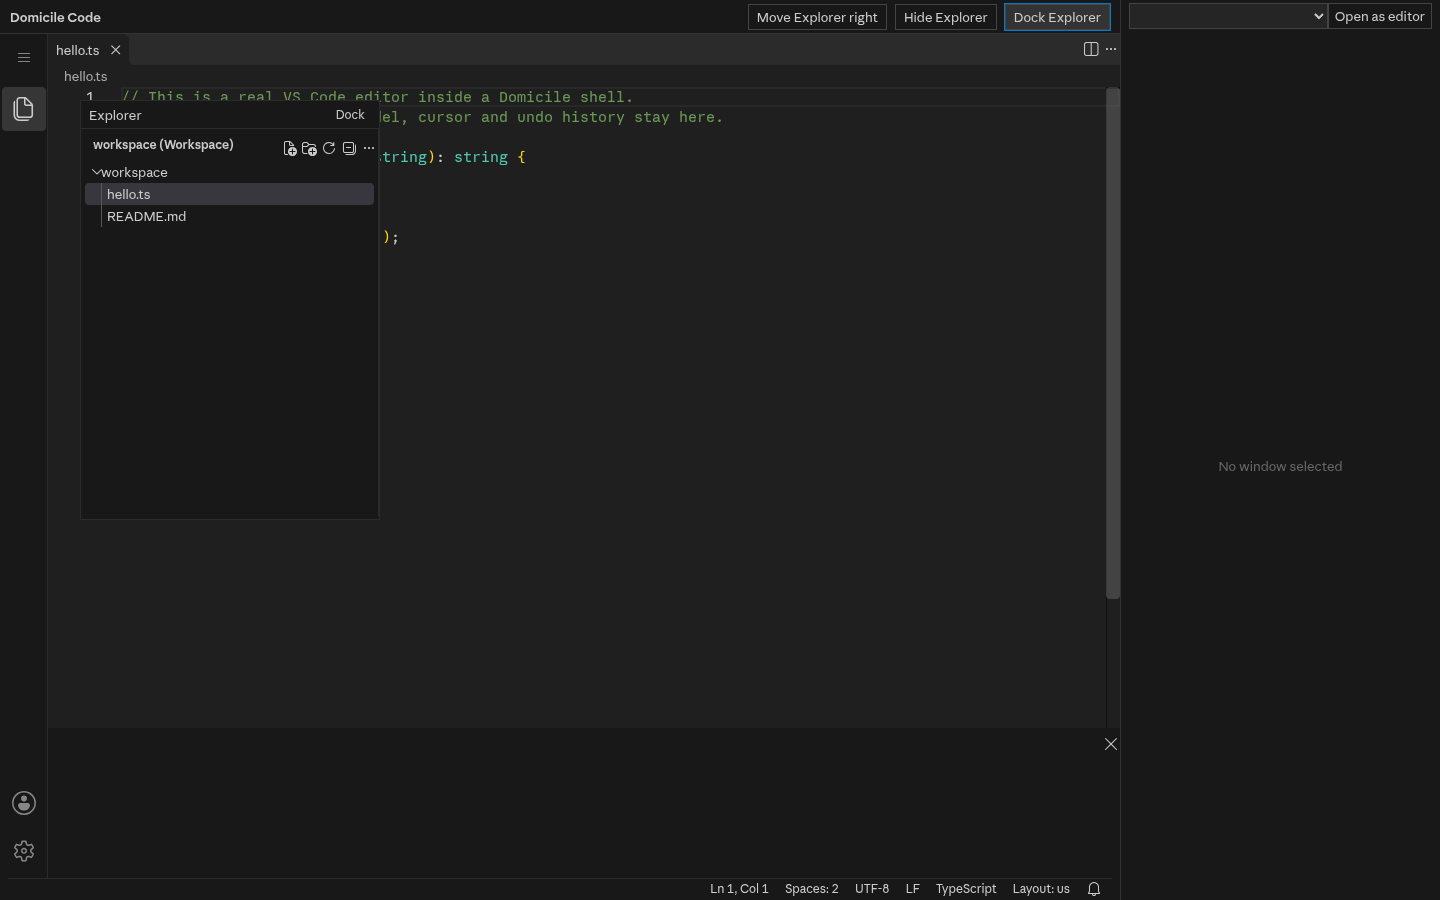 Domicile Code
Move Explorer right
Hide Explorer
Dock Explorer
Open as editor
hello.ts
hello.ts
1
// This is a real VS Code editor inside a Domicile shell.
del, cursor and undo history stay here.
string): string {
);
Explorer
Dock
workspace (Workspace)
workspace
hello.ts
README.md
No window selected
Ln 1, Col 1
Spaces: 2
UTF-8
LF
TypeScript
Layout: us